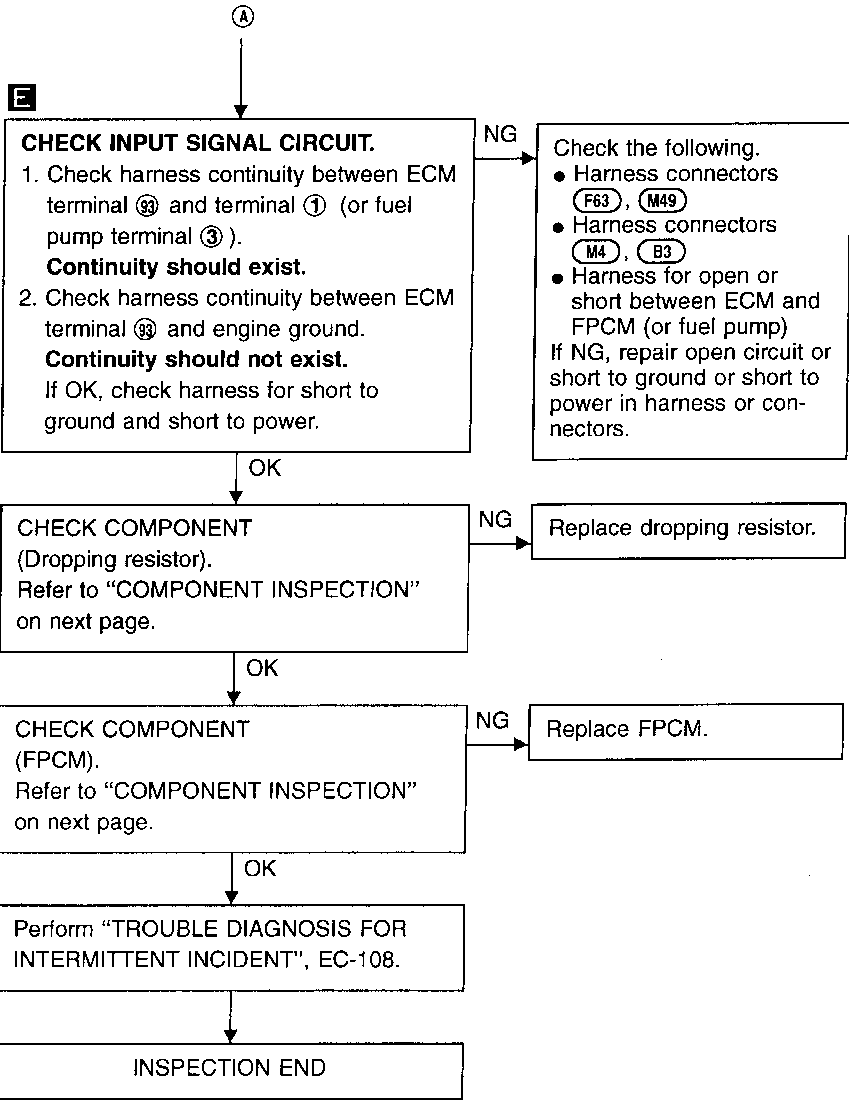 Ⓐ
E
CHECK INPUT SIGNAL CIRCUIT.
1. Check harness continuity between ECM
terminal 93 and terminal ① (or fuel
pump terminal ③ ).
Continuity should exist.
2. Check harness continuity between ECM
terminal 93 and engine ground.
Continuity should not exist.
If OK, check harness for short to
ground and short to power.
NG
Check the following.
● Harness connectors
F63 , M49
● Harness connectors
M4 , B3
● Harness for open or
short between ECM and
FPCM (or fuel pump)
If NG, repair open circuit or
short to ground or short to
power in harness or con-
nectors.
OK
CHECK COMPONENT
(Dropping resistor).
Refer to “COMPONENT INSPECTION”
on next page.
NG
Replace dropping resistor.
OK
CHECK COMPONENT
(FPCM).
Refer to “COMPONENT INSPECTION”
on next page.
NG
Replace FPCM.
OK
Perform “TROUBLE DIAGNOSIS FOR
INTERMITTENT INCIDENT”, EC-108.
INSPECTION END